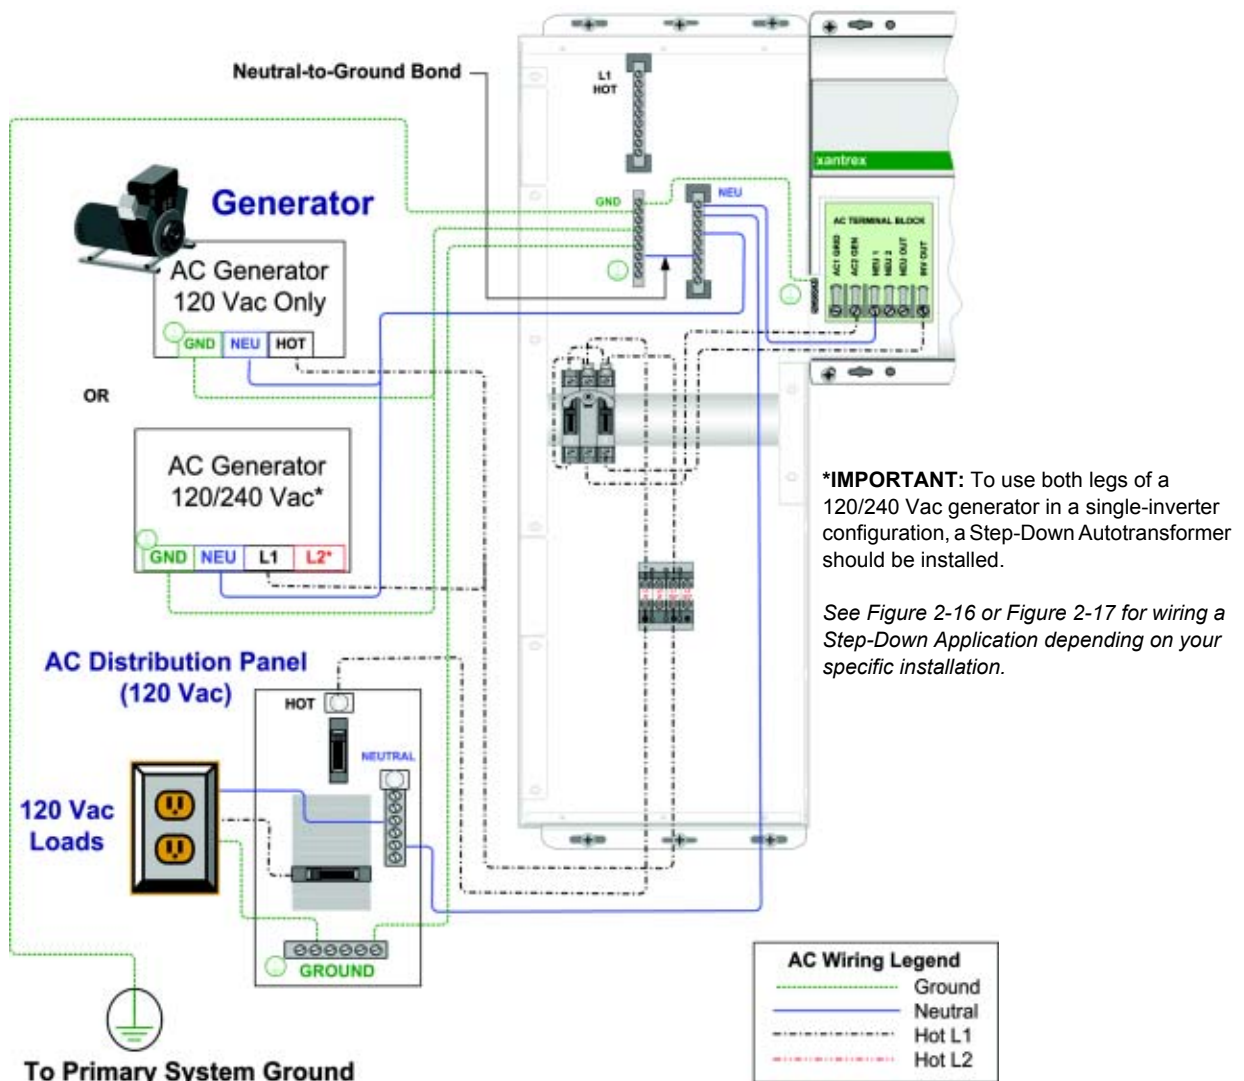 Neutral-to-Ground Bond
L1
HOT
xantrex
Generator
GND
NEU
AC TERMINAL BLOCK
AC1 GRID
AC2 GEN
NEU 1
NEU 2
NEU OUT
INV OUT
AC Generator
120 Vac Only
GND NEU HOT
OR
AC Generator
120/240 Vac*
GND NEU L1 L2*
*IMPORTANT: To use both legs of a
120/240 Vac generator in a single-inverter
configuration, a Step-Down Autotransformer
should be installed.
See Figure 2-16 or Figure 2-17 for wiring a
Step-Down Application depending on your
specific installation.
AC Distribution Panel
(120 Vac)
HOT
NEUTRAL
120 Vac
Loads
GROUND
To Primary System Ground
AC Wiring Legend
Ground
Neutral
Hot L1
Hot L2